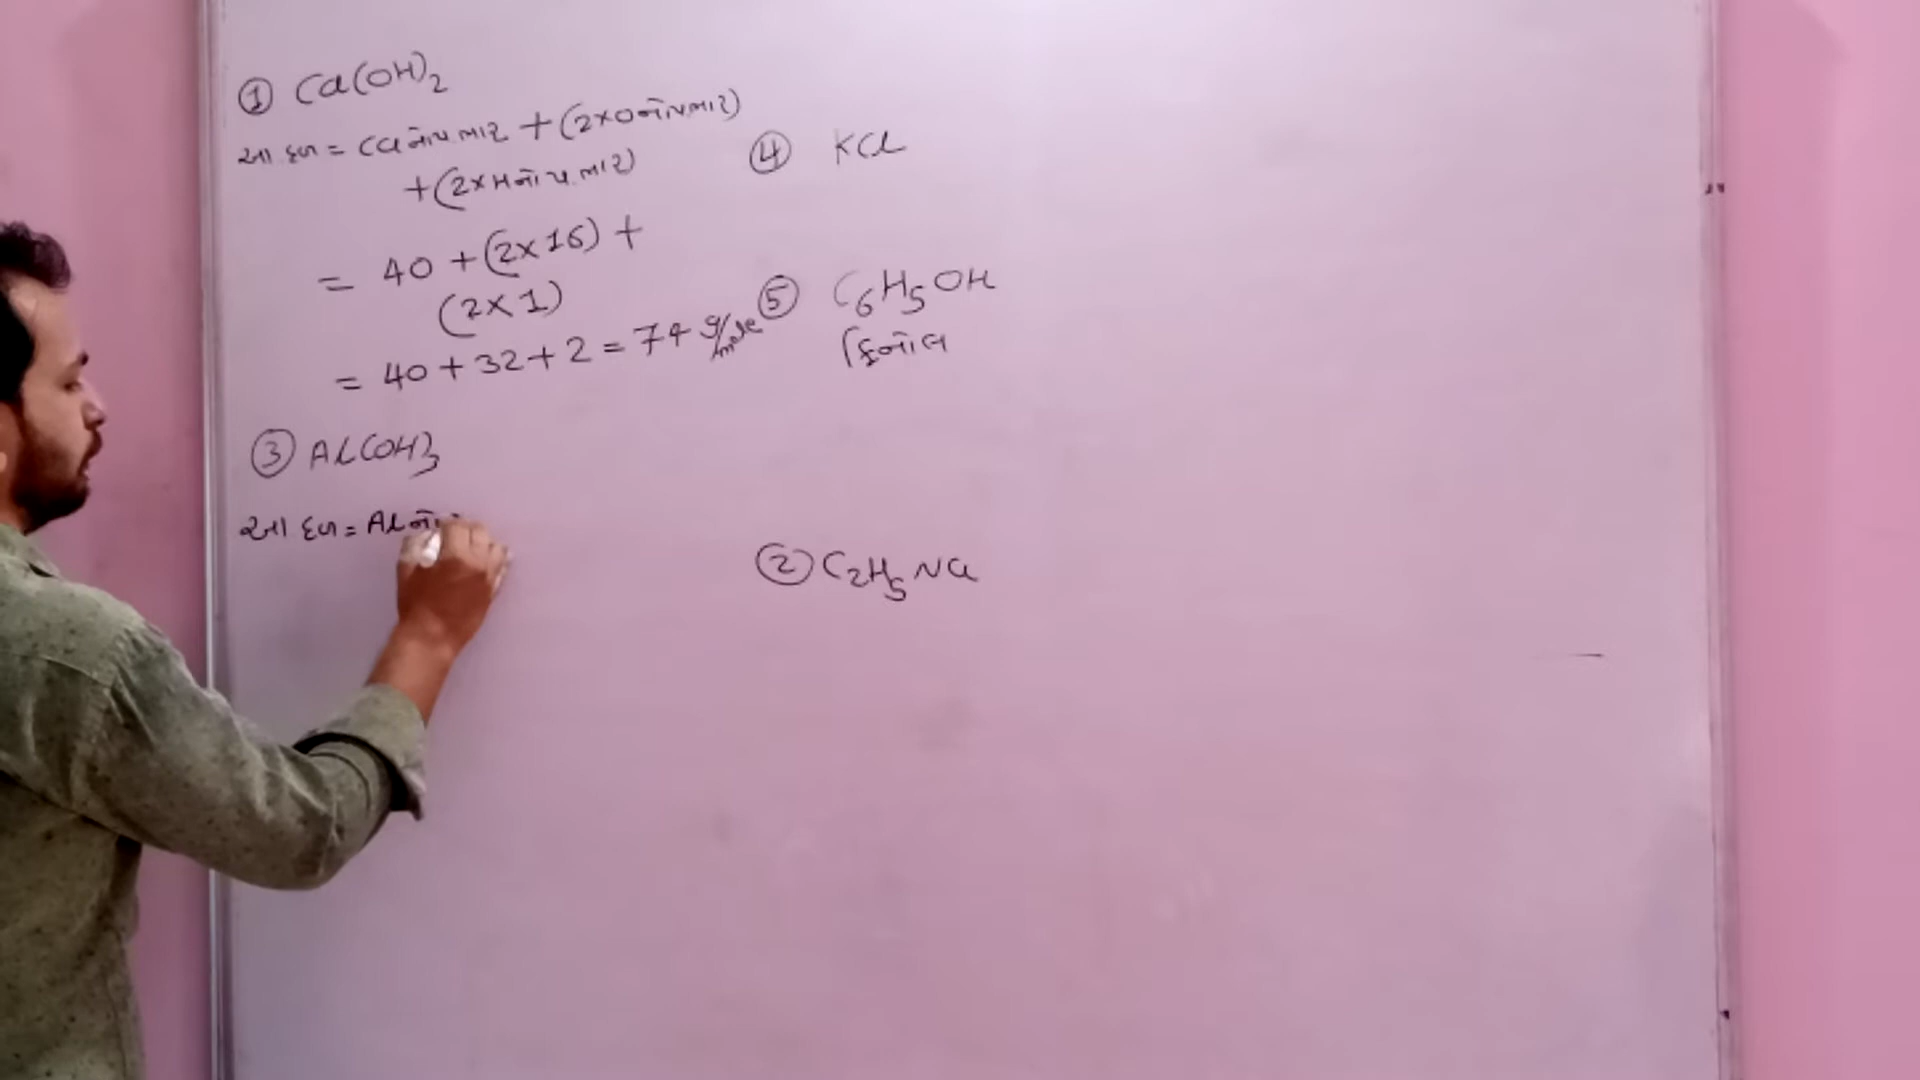 ① Ca(OH)2
આ.દળ = Ca નો પ.ભાર + (2×O નો પ.ભાર)
+ (2×H નો પ.ભાર)
= 40 + (2×16) +
(2×1)
= 40 + 32 + 2 = 74 g/mole
③ Al(OH)3
આ દળ = Al નો
④ KCl
⑤ C6H5OH
ફિનોલ
② C2H5NCl